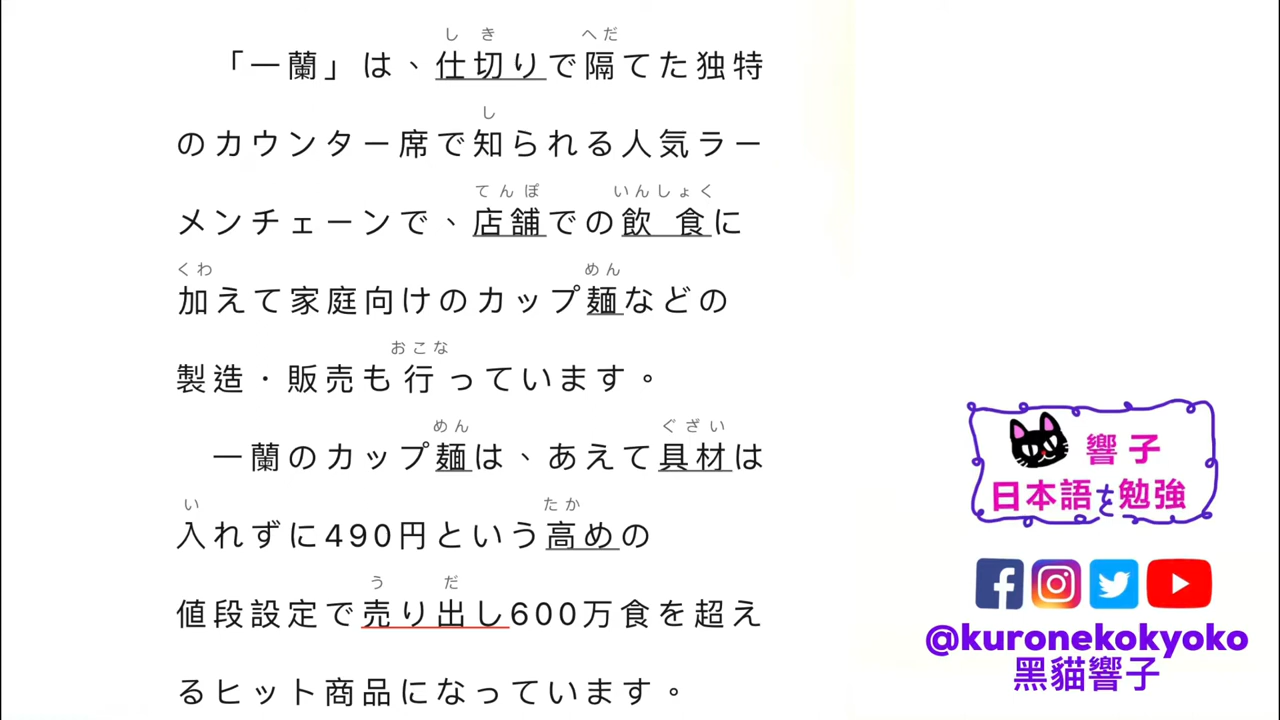 しき へだ
「一蘭」は、仕切りで隔てた独特
し
のカウンター席で知られる人気ラー
てんぽ いんしょく
メンチェーンで、店舗での飲食に
くわ めん
加えて家庭向けのカップ麺などの
おこな
製造・販売も行っています。
めん ぐざい
一蘭のカップ麺は、あえて具材は
い たか
入れずに490円という高めの
う だ
値段設定で売り出し600万食を超え
るヒット商品になっています。
響子
日本語を勉強
@kuronekokyoko
黑貓響子